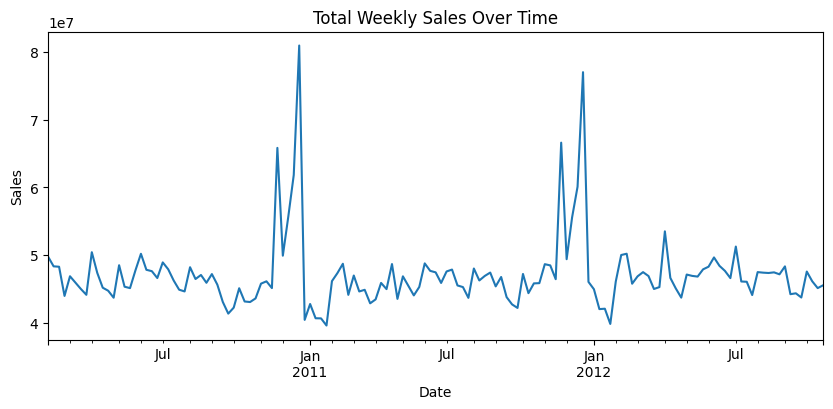 Total Weekly Sales Over Time
1e7
8
7
6
5
4
Sales
Jul
Jan
2011
Jul
Jan
2012
Jul
Date